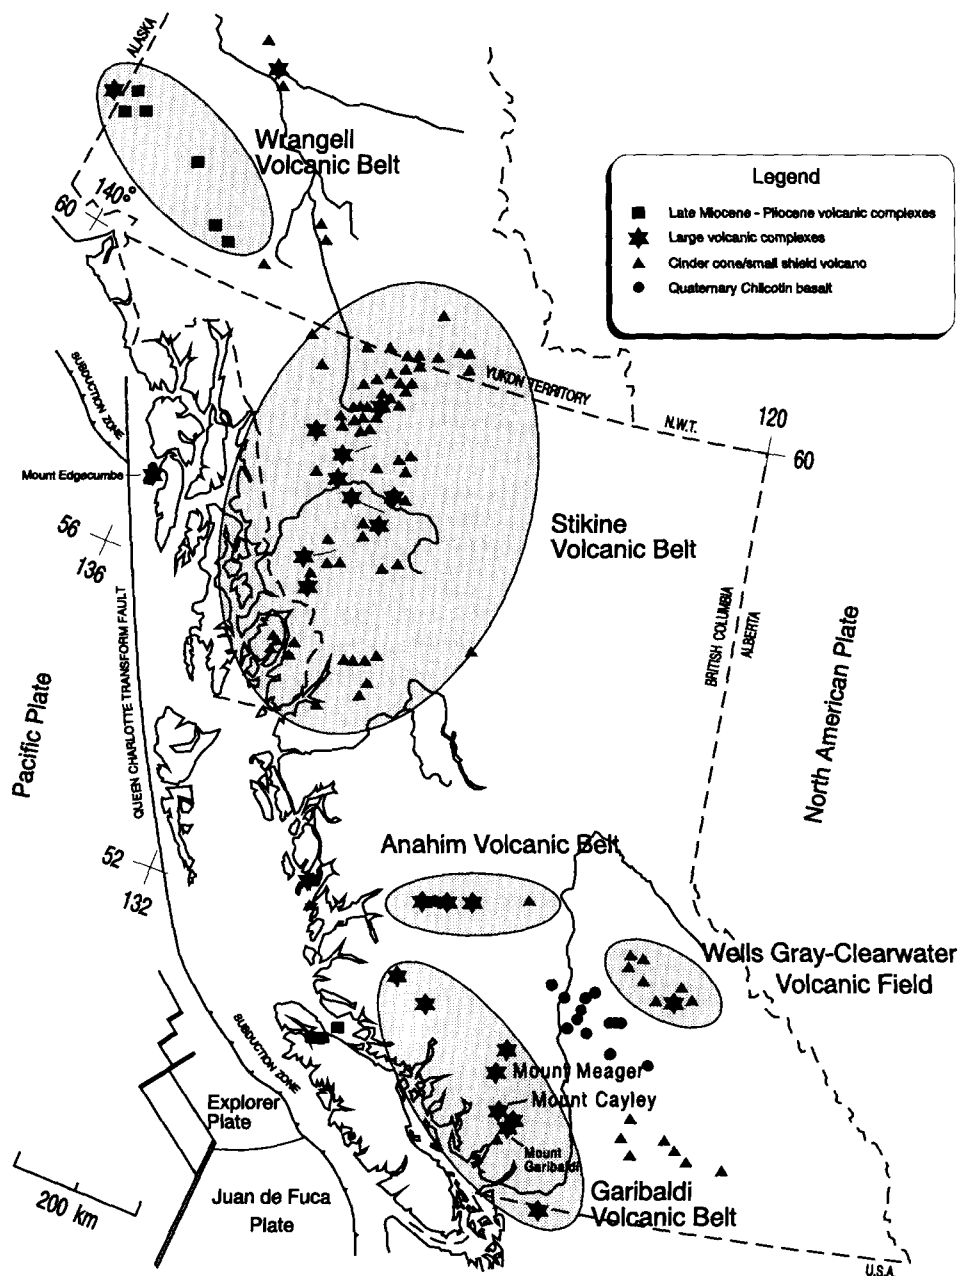 ALASKA
Wrangell
Volcanic Belt
140°
60
Legend
Late Miocene - Pliocene volcanic complexes
Large volcanic complexes
Cinder cone/small shield volcano
Quaternary Chilcotin basalt
SUBDUCTION ZONE
YUKON TERRITORY
N.W.T.
120
60
Mount Edgecumbe
56
136
Stikine
Volcanic Belt
QUEEN CHARLOTTE TRANSFORM FAULT
BRITISH COLUMBIA
ALBERTA
Pacific Plate
North American Plate
52
132
Anahim Volcanic Belt
Wells Gray-Clearwater
Volcanic Field
SUBDUCTION ZONE
Mount Meager
Mount Cayley
Mount
Garibaldi
Explorer
Plate
Juan de Fuca
Plate
200 km
Garibaldi
Volcanic Belt
U.S.A